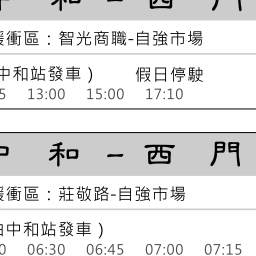 中 和 - 西 門
緩衝區：智光商職-自強市場
中和站發車） 假日停駛
5 13:00 15:00 17:10
中 和 - 西 門
緩衝區：莊敬路-自強市場
由中和站發車）
0 06:30 06:45 07:00 07:15